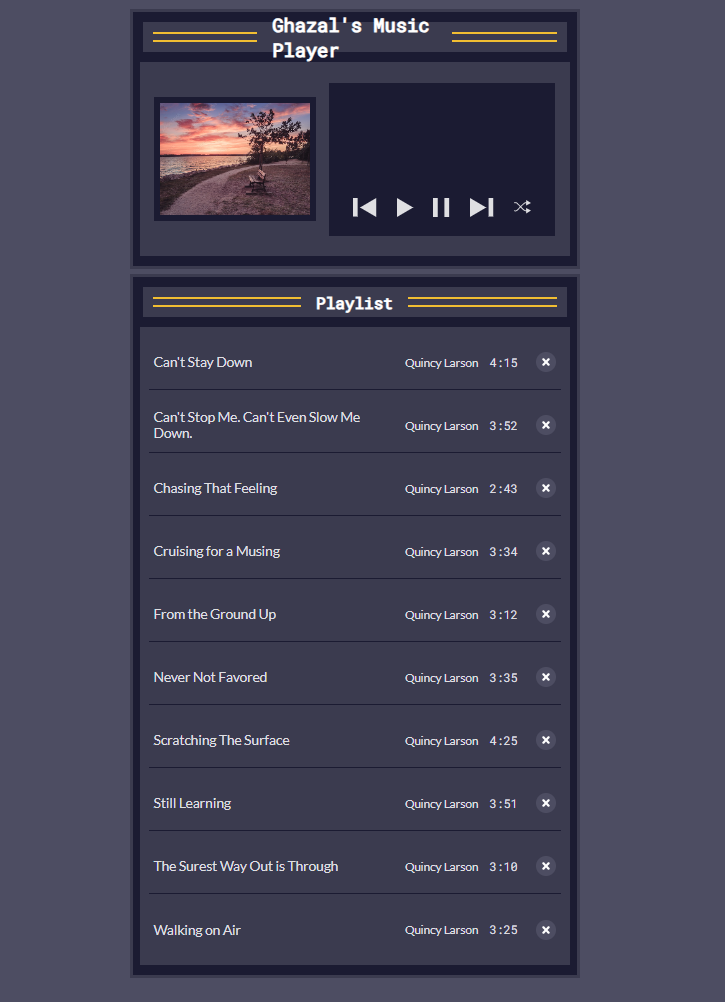 Ghazal's Music
Player
Playlist
Can't Stay Down Quincy Larson 4:15
Can't Stop Me. Can't Even Slow Me
Down. Quincy Larson 3:52
Chasing That Feeling Quincy Larson 2:43
Cruising for a Musing Quincy Larson 3:34
From the Ground Up Quincy Larson 3:12
Never Not Favored Quincy Larson 3:35
Scratching The Surface Quincy Larson 4:25
Still Learning Quincy Larson 3:51
The Surest Way Out is Through Quincy Larson 3:10
Walking on Air Quincy Larson 3:25